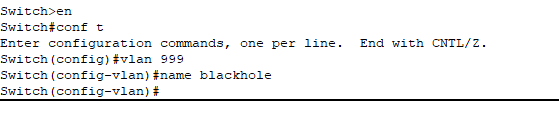 Switch>en
Switch#conf t
Enter configuration commands, one per line.  End with CNTL/Z.
Switch(config)#vlan 999
Switch(config-vlan)#name blackhole
Switch(config-vlan)#